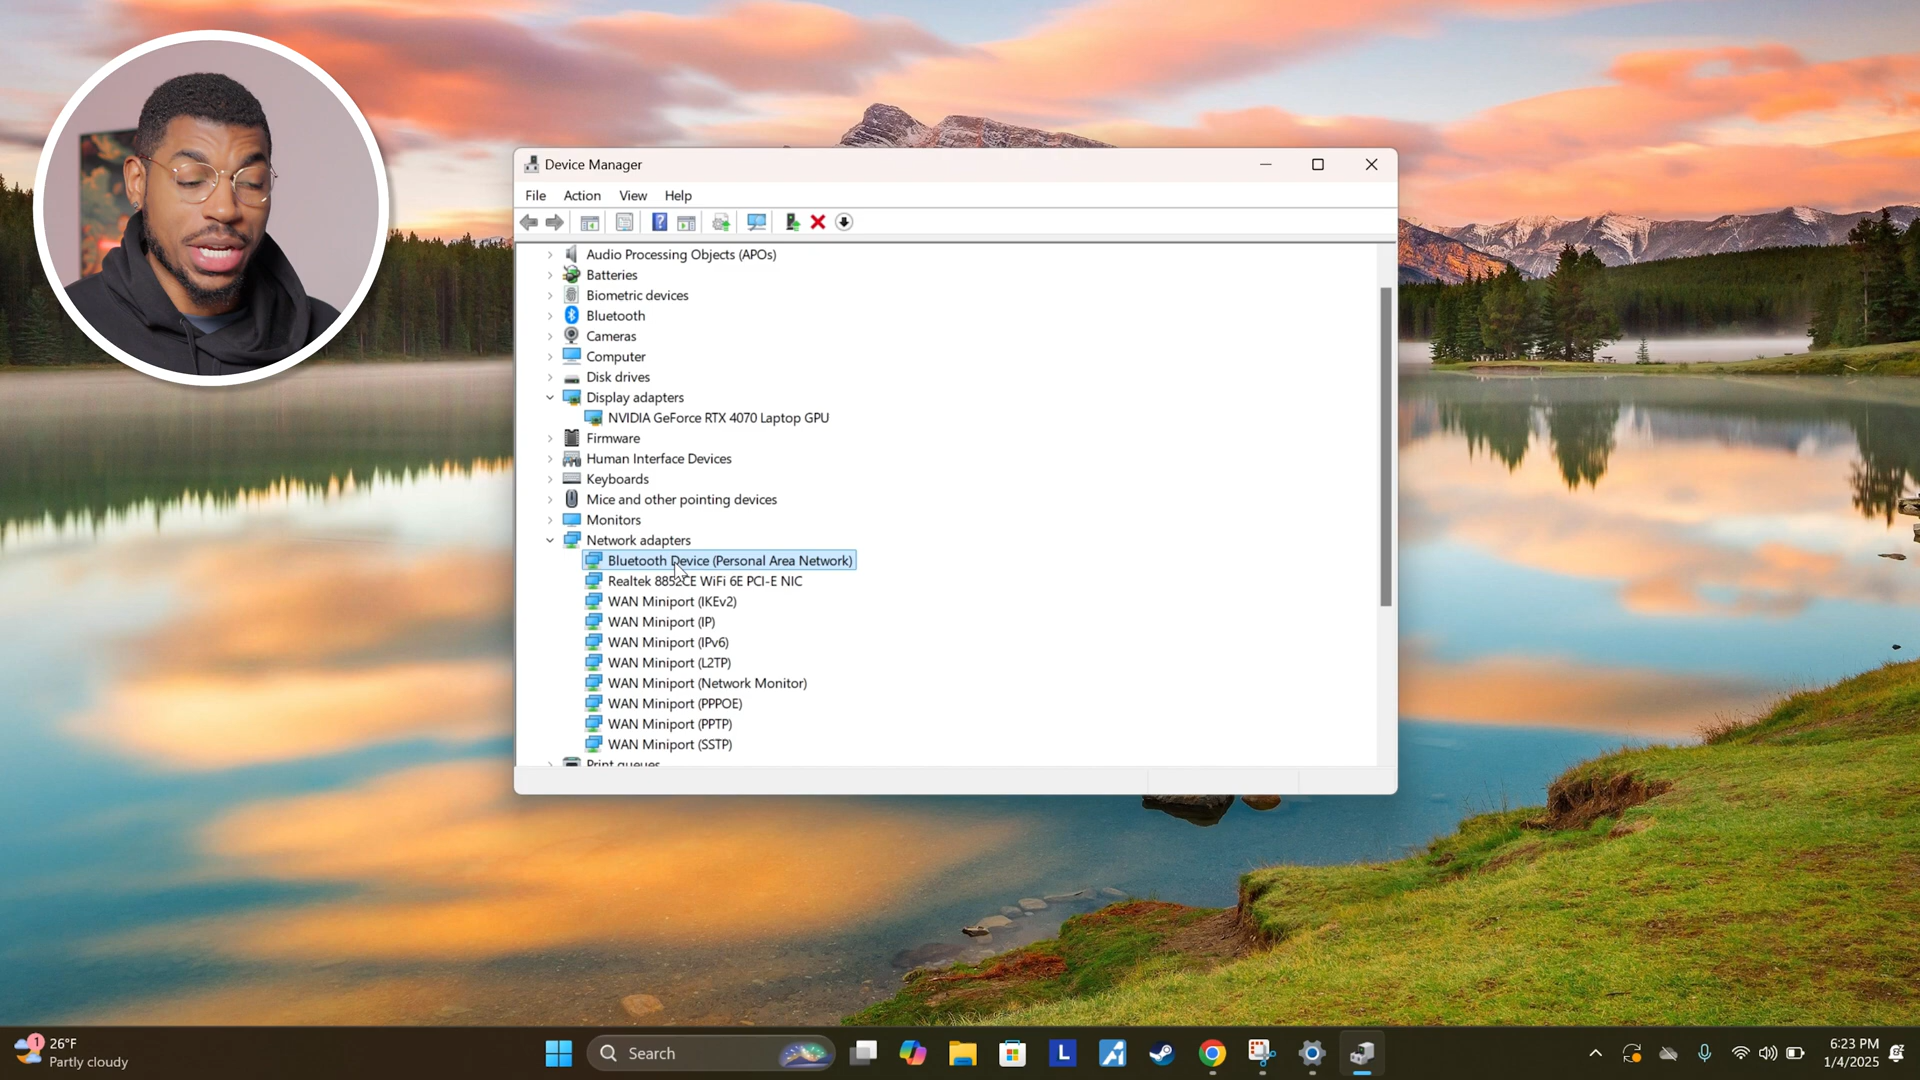 Device Manager
File Action View Help
Audio Processing Objects (APOs)
Batteries
Biometric devices
Bluetooth
Cameras
Computer
Disk drives
Display adapters
NVIDIA GeForce RTX 4070 Laptop GPU
Firmware
Human Interface Devices
Keyboards
Mice and other pointing devices
Monitors
Network adapters
Bluetooth Device (Personal Area Network)
Realtek 8852CE WiFi 6E PCI-E NIC
WAN Miniport (IKEv2)
WAN Miniport (IP)
WAN Miniport (IPv6)
WAN Miniport (L2TP)
WAN Miniport (Network Monitor)
WAN Miniport (PPPOE)
WAN Miniport (PPTP)
WAN Miniport (SSTP)
Print queues
1
26°F
Partly cloudy
Search
L
6:23 PM
1/4/2025